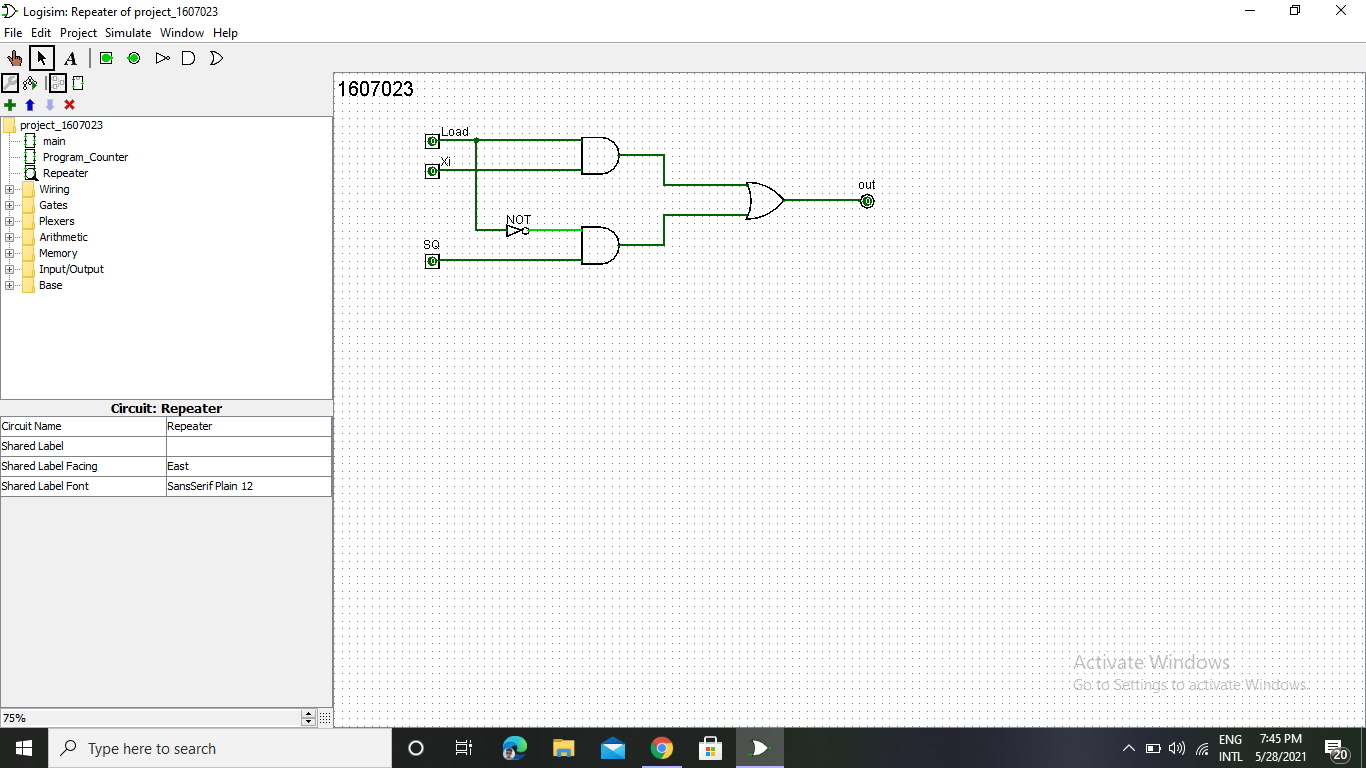 Logisim: Repeater of project_1607023
File Edit Project Simulate Window Help
A
project_1607023
main
Program_Counter
Repeater
Wiring
Gates
Plexers
Arithmetic
Memory
Input/Output
Base
Circuit: Repeater
Circuit Name Repeater
Shared Label
Shared Label Facing East
Shared Label Font SansSerif Plain 12
75%
1607023
Load
0
Xi
0
NOT
SQ
0
out
0
Activate Windows
Go to Settings to activate Windows.
Type here to search
ENG
INTL
7:45 PM
5/28/2021
20